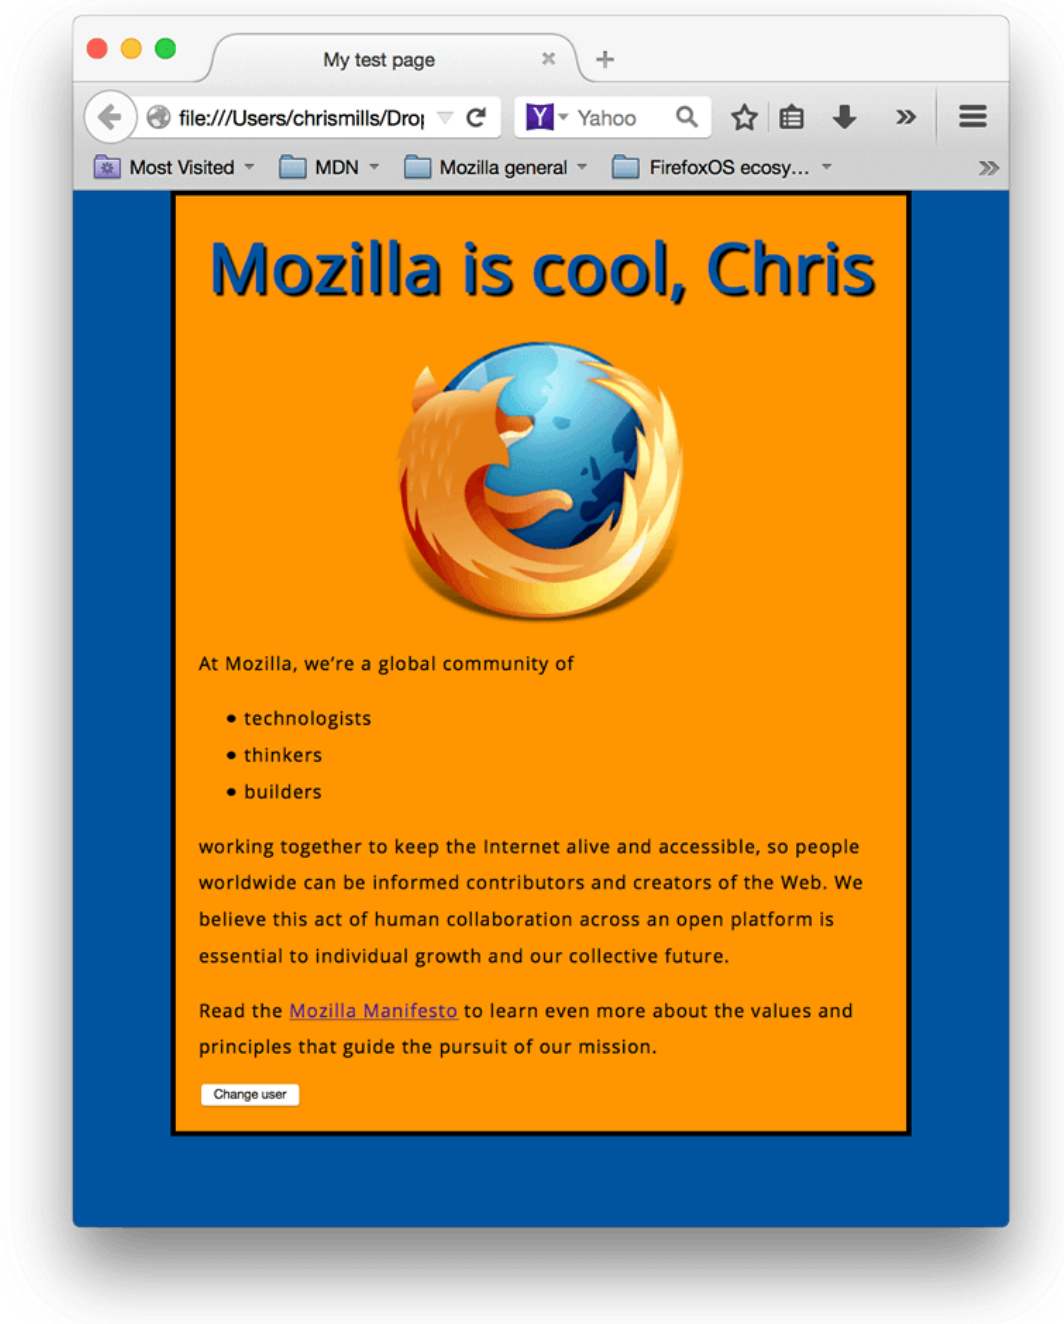 My test page
file:///Users/chrismills/Drop
Yahoo
Most Visited MDN Mozilla general FirefoxOS ecosy...
Mozilla is cool, Chris
At Mozilla, we’re a global community of
• technologists
• thinkers
• builders
working together to keep the Internet alive and accessible, so people
worldwide can be informed contributors and creators of the Web. We
believe this act of human collaboration across an open platform is
essential to individual growth and our collective future.
Read the Mozilla Manifesto to learn even more about the values and
principles that guide the pursuit of our mission.
Change user